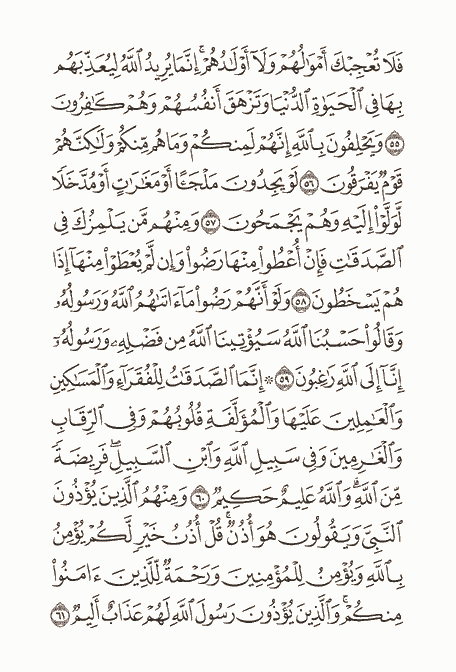 فَلَا تُعْجِبْكَ أَمْوَٰلُهُمْ وَلَآ أَوْلَٰدُهُمْ ۚ إِنَّمَا يُرِيدُ ٱللَّهُ لِيُعَذِّبَهُم
بِهَا فِى ٱلْحَيَوٰةِ ٱلدُّنْيَا وَتَزْهَقَ أَنفُسُهُمْ وَهُمْ كَٰفِرُونَ
٥٥ وَيَحْلِفُونَ بِٱللَّهِ إِنَّهُمْ لَمِنكُمْ وَمَا هُم مِّنكُمْ وَلَٰكِنَّهُمْ
قَوْمٌ يَفْرَقُونَ ٥٦ لَوْ يَجِدُونَ مَلْجَـًٔا أَوْ مَغَٰرَٰتٍ أَوْ مُدَّخَلًا
لَّوَلَّوْا۟ إِلَيْهِ وَهُمْ يَجْمَحُونَ ٥٧ وَمِنْهُم مَّن يَلْمِزُكَ فِى
ٱلصَّدَقَٰتِ فَإِنْ أُعْطُوا۟ مِنْهَا رَضُوا۟ وَإِن لَّمْ يُعْطَوْا۟ مِنْهَآ إِذَا
هُمْ يَسْخَطُونَ ٥٨ وَلَوْ أَنَّهُمْ رَضُوا۟ مَآ ءَاتَىٰهُمُ ٱللَّهُ وَرَسُولُهُۥ
وَقَالُوا۟ حَسْبُنَا ٱللَّهُ سَيُؤْتِينَا ٱللَّهُ مِن فَضْلِهِۦ وَرَسُولُهُۥٓ
إِنَّآ إِلَى ٱللَّهِ رَٰغِبُونَ ٥٩ ۞ إِنَّمَا ٱلصَّدَقَٰتُ لِلْفُقَرَآءِ وَٱلْمَسَٰكِينِ
وَٱلْعَٰمِلِينَ عَلَيْهَا وَٱلْمُؤَلَّفَةِ قُلُوبُهُمْ وَفِى ٱلرِّقَابِ
وَٱلْغَٰرِمِينَ وَفِى سَبِيلِ ٱللَّهِ وَٱبْنِ ٱلسَّبِيلِ ۖ فَرِيضَةً
مِّنَ ٱللَّهِ ۗ وَٱللَّهُ عَلِيمٌ حَكِيمٌ ٦٠ وَمِنْهُمُ ٱلَّذِينَ يُؤْذُونَ
ٱلنَّبِىَّ وَيَقُولُونَ هُوَ أُذُنٌ ۚ قُلْ أُذُنُ خَيْرٍ لَّكُمْ يُؤْمِنُ
بِٱللَّهِ وَيُؤْمِنُ لِلْمُؤْمِنِينَ وَرَحْمَةٌ لِّلَّذِينَ ءَامَنُوا۟
مِنكُمْ ۚ وَٱلَّذِينَ يُؤْذُونَ رَسُولَ ٱللَّهِ لَهُمْ عَذَابٌ أَلِيمٌ ٦١